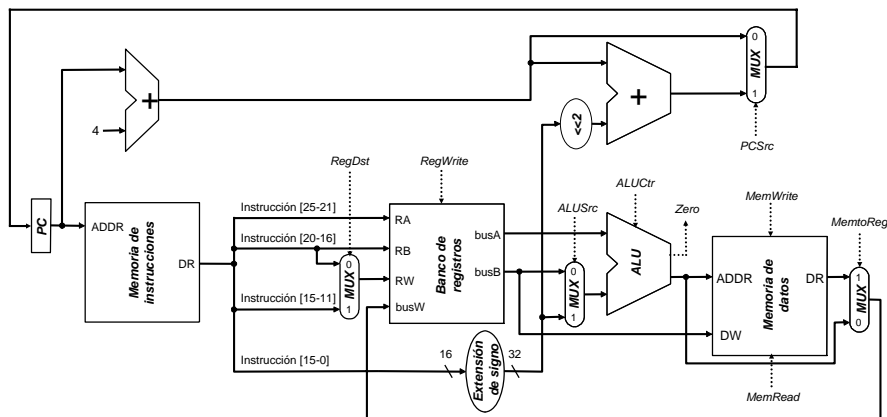 0
MUX
1
PCSrc
+
+
<<2
4
RegDst
RegWrite
ALUSrc
ALUCtr
Zero
MemWrite
MemtoReg
PC
ADDR
Memoria de
instrucciones
DR
Instrucción [25-21]
Instrucción [20-16]
Instrucción [15-11]
Instrucción [15-0]
0
MUX
1
RA
RB
RW
busW
Banco de
registros
busA
busB
16
Extensión
de signo
32
0
MUX
1
ALU
ADDR
DW
Memoria de
datos
DR
1
MUX
0
MemRead